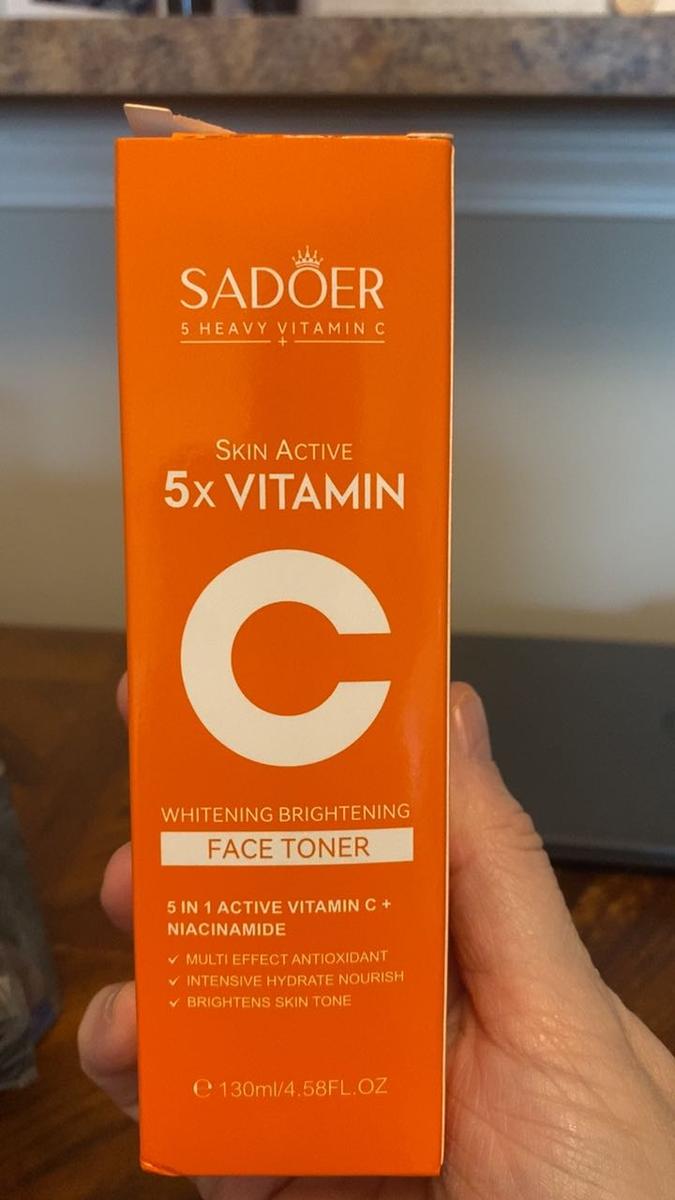 SADOER
5 HEAVY VITAMIN C
SKIN ACTIVE
5X VITAMIN
C
WHITENING BRIGHTENING
FACE TONER
5 IN 1 ACTIVE VITAMIN C +
NIACINAMIDE
✓ MULTI EFFECT ANTIOXIDANT
✓ INTENSIVE HYDRATE NOURISH
✓ BRIGHTENS SKIN TONE
℮ 130ml/4.58FL.OZ